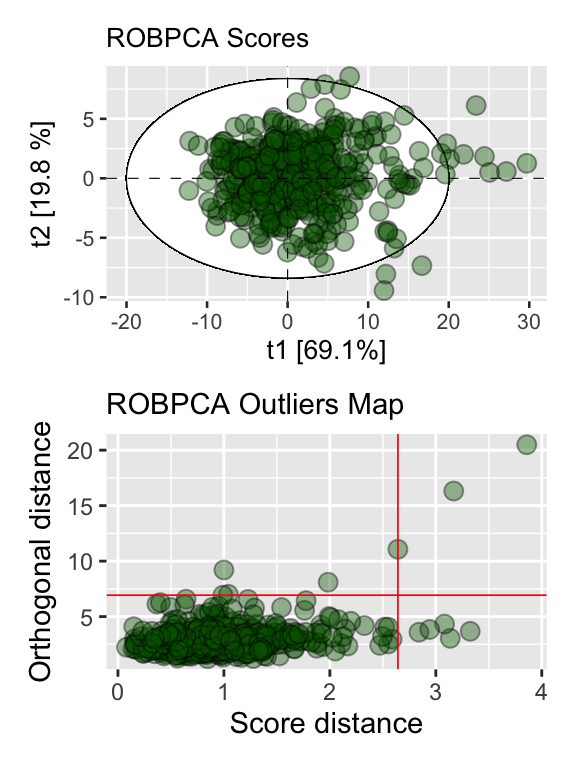 ROBPCA Scores
t2 [19.8 %]
5
0
-5
-10
-20 -10 0 10 20 30
t1 [69.1%]
ROBPCA Outliers Map
Orthogonal distance
20
15
10
5
0 1 2 3 4
Score distance